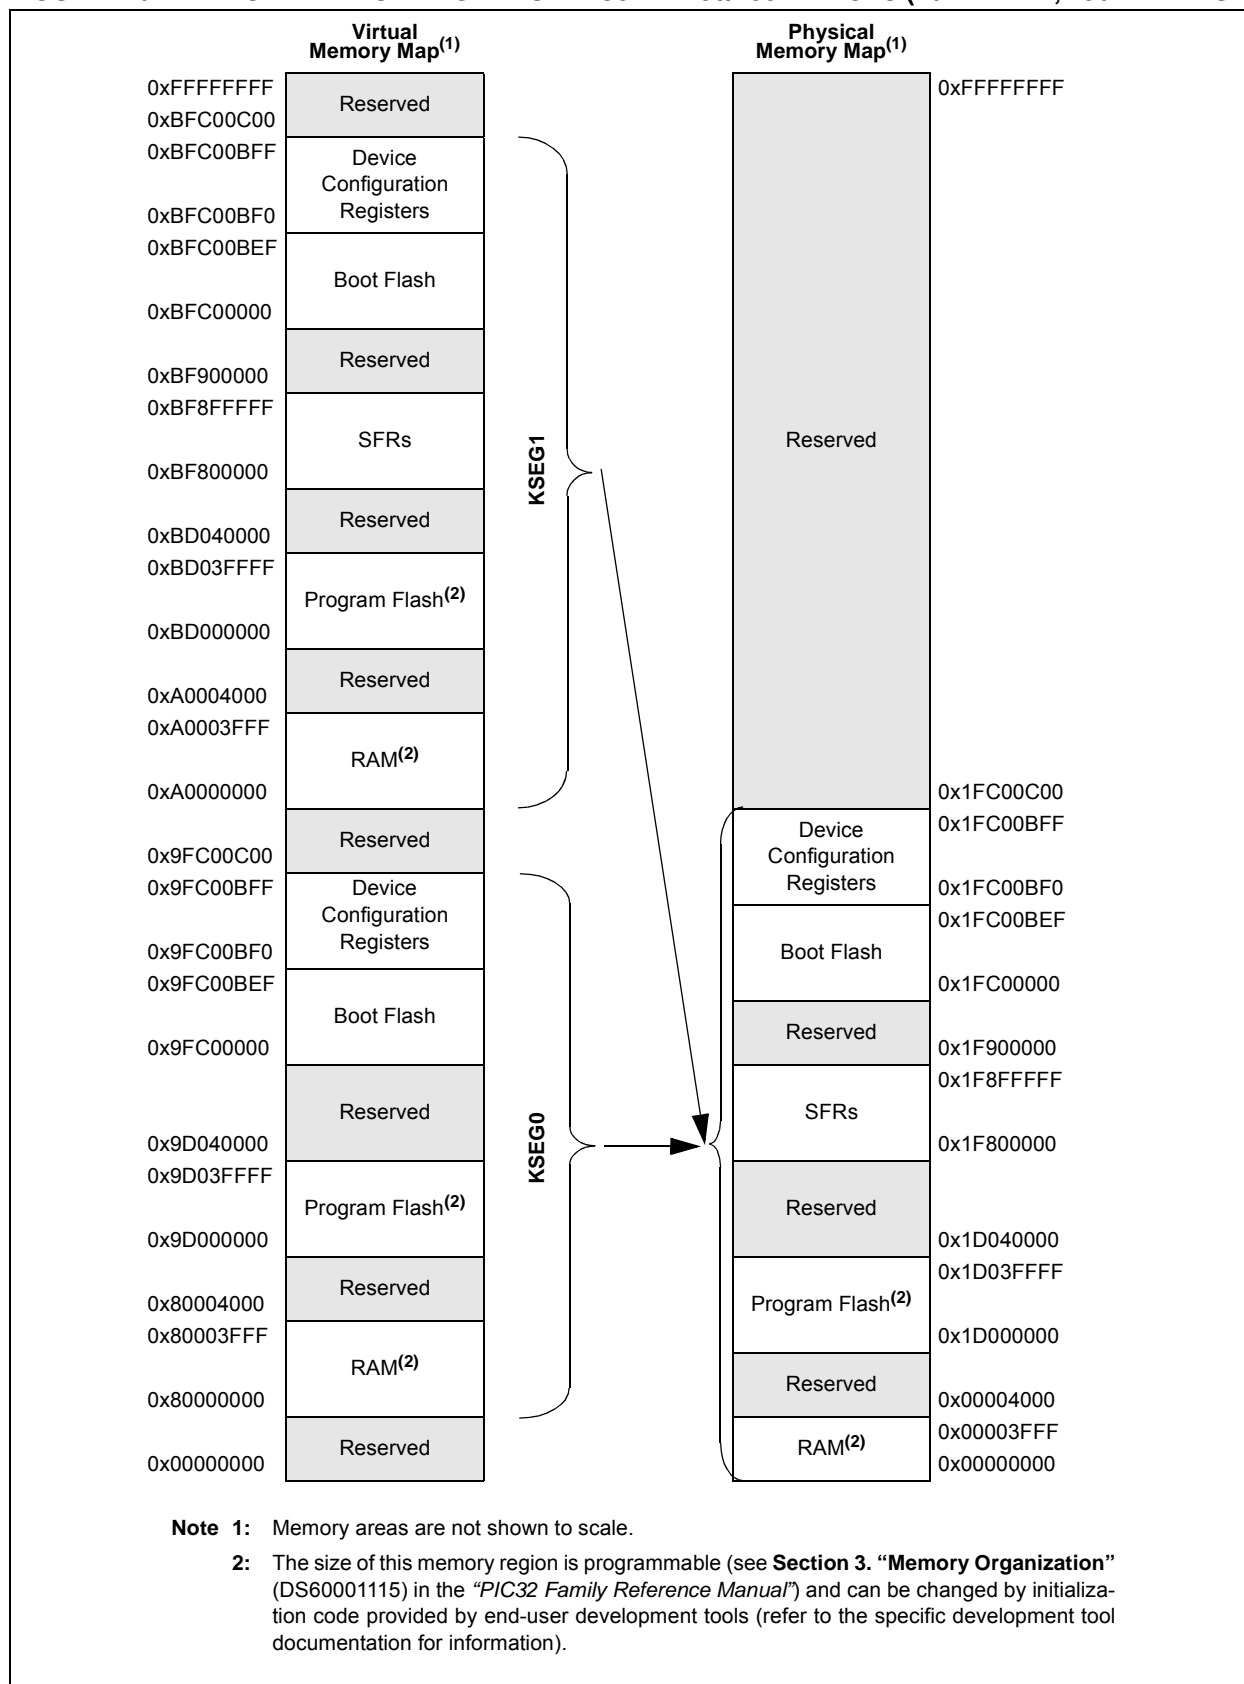 Virtual
Memory Map(1)
0xFFFFFFFF
Reserved
0xBFC00C00
0xBFC00BFF
Device
Configuration
Registers
0xBFC00BF0
0xBFC00BEF
Boot Flash
0xBFC00000
Reserved
0xBF900000
0xBF8FFFFF
SFRs
0xBF800000
Reserved
0xBD040000
0xBD03FFFF
Program Flash(2)
0xBD000000
Reserved
0xA0004000
0xA0003FFF
RAM(2)
0xA0000000
KSEG1
Reserved
0x9FC00C00
0x9FC00BFF
Device
Configuration
Registers
0x9FC00BF0
0x9FC00BEF
Boot Flash
0x9FC00000
Reserved
0x9D040000
0x9D03FFFF
Program Flash(2)
0x9D000000
Reserved
0x80004000
0x80003FFF
RAM(2)
0x80000000
KSEG0
Reserved
0x00000000
Physical
Memory Map(1)
0xFFFFFFFF
Reserved
0x1FC00C00
0x1FC00BFF
Device
Configuration
Registers
0x1FC00BF0
0x1FC00BEF
Boot Flash
0x1FC00000
Reserved
0x1F900000
0x1F8FFFFF
SFRs
0x1F800000
Reserved
0x1D040000
0x1D03FFFF
Program Flash(2)
0x1D000000
Reserved
0x00004000
0x00003FFF
RAM(2)
0x00000000
Note 1: Memory areas are not shown to scale.
2: The size of this memory region is programmable (see Section 3. “Memory Organization”
(DS60001115) in the “PIC32 Family Reference Manual”) and can be changed by initializa-
tion code provided by end-user development tools (refer to the specific development tool
documentation for information).